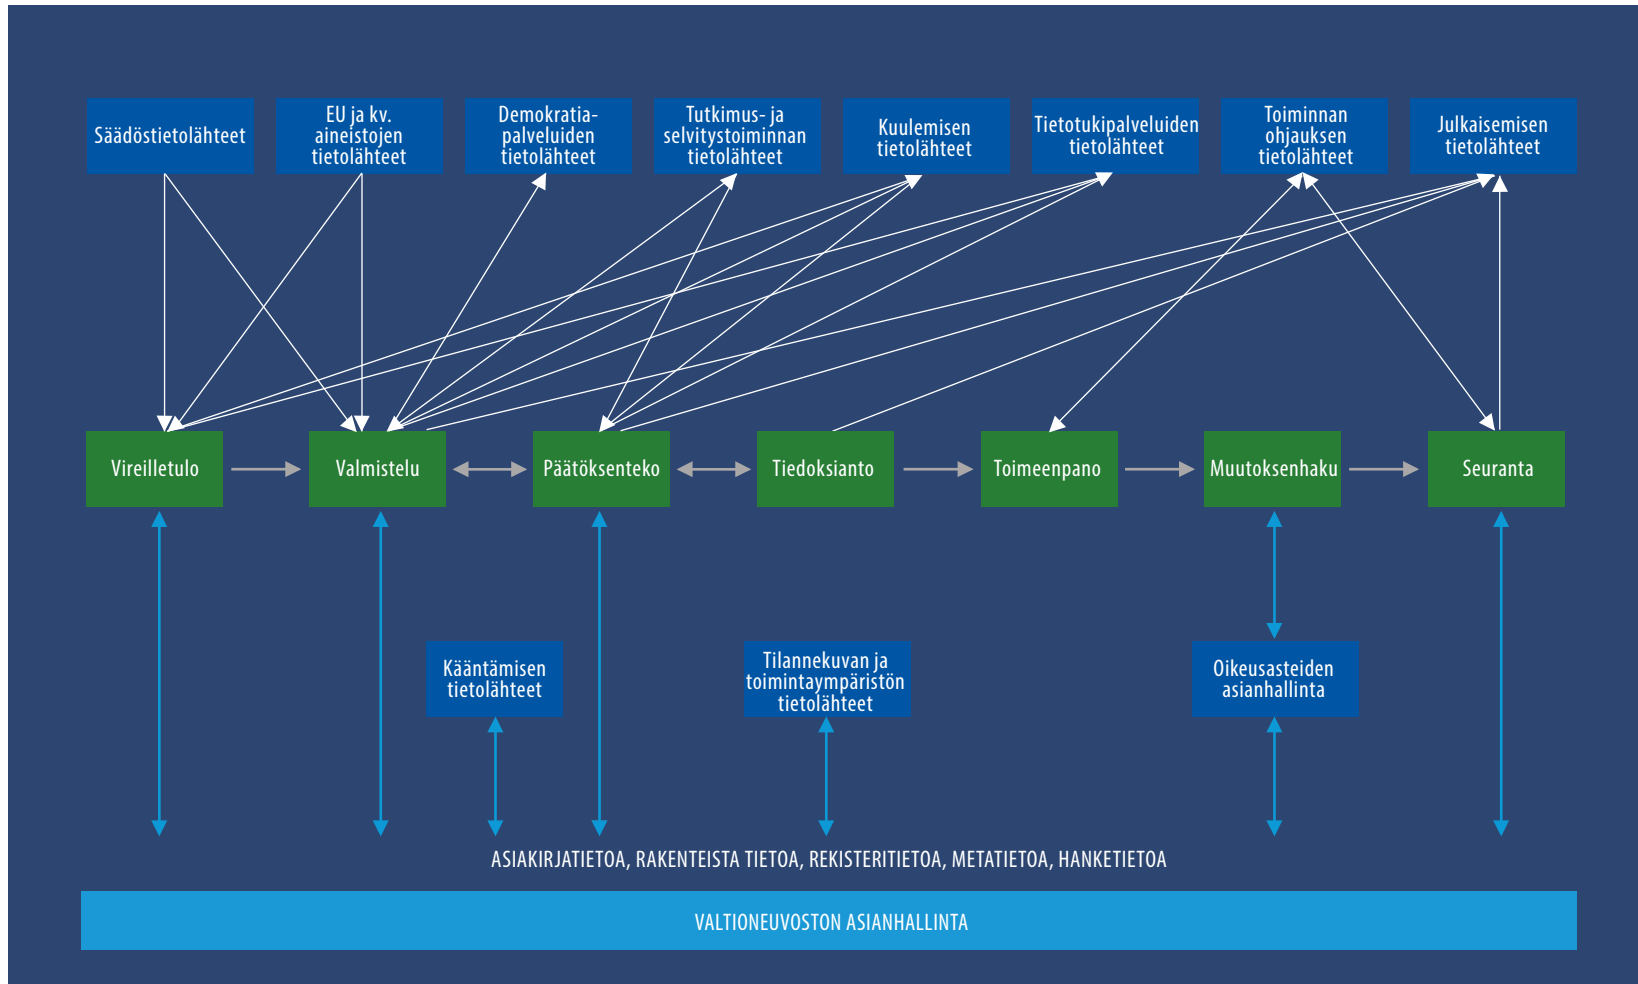 Säädöstietolähteet
EU ja kv.
aineistojen
tietolähteet
Demokratia-
palveluiden
tietolähteet
Tutkimus- ja
selvitystoiminnan
tietolähteet
Kuulemisen
tietolähteet
Tietotukipalveluiden
tietolähteet
Toiminnan
ohjauksen
tietolähteet
Julkaisemisen
tietolähteet
Vireilletulo
Valmistelu
Päätöksenteko
Tiedoksianto
Toimeenpano
Muutoksenhaku
Seuranta
Kääntämisen
tietolähteet
Tilannekuvan ja
toimintaympäristön
tietolähteet
Oikeusasteiden
asianhallinta
ASIAKIRJATIETOA, RAKENTEISTA TIETOA, REKISTERITIETOA, METATIETOA, HANKETIETOA
VALTIONEUVOSTON ASIANHALLINTA